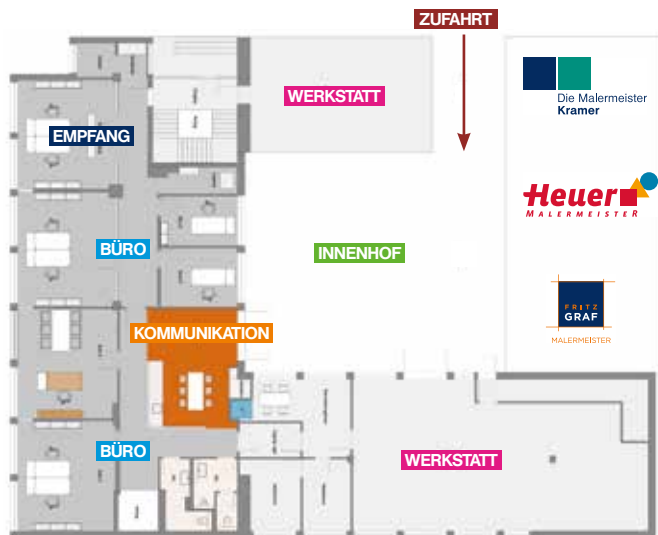 ZUFAHRT
WERKSTATT
Die Malermeister
Kramer
EMPFANG
Heuer
MALERMEISTER
BÜRO
INNENHOF
FRITZ
GRAF
MALERMEISTER
KOMMUNIKATION
BÜRO
WERKSTATT